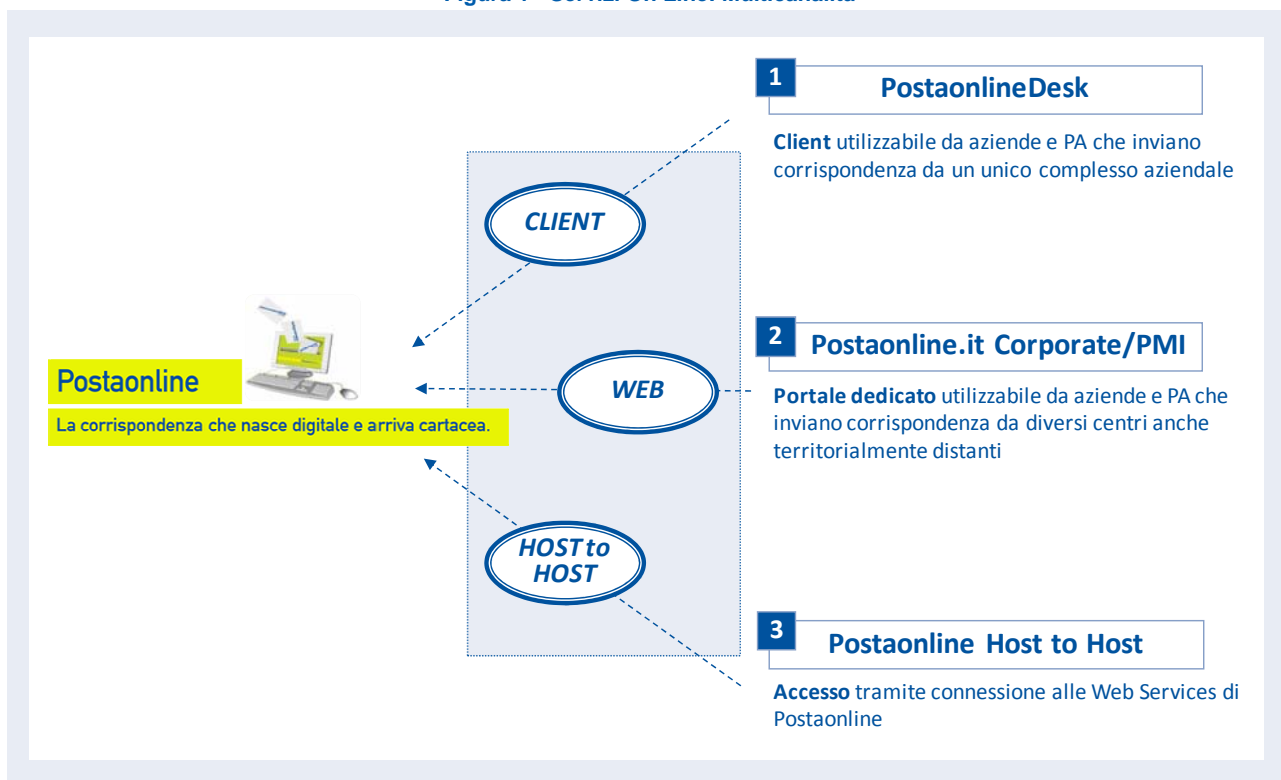 1
PostaonlineDesk
Client utilizzabile da aziende e PA che inviano
corrispondenza da un unico complesso aziendale
CLIENT
2
Postaonline.it Corporate/PMI
Postaonline
WEB
Portale dedicato utilizzabile da aziende e PA che
inviano corrispondenza da diversi centri anche
territorialmente distanti
La corrispondenza che nasce digitale e arriva cartacea.
HOST to
HOST
3
Postaonline Host to Host
Accesso tramite connessione alle Web Services di
Postaonline